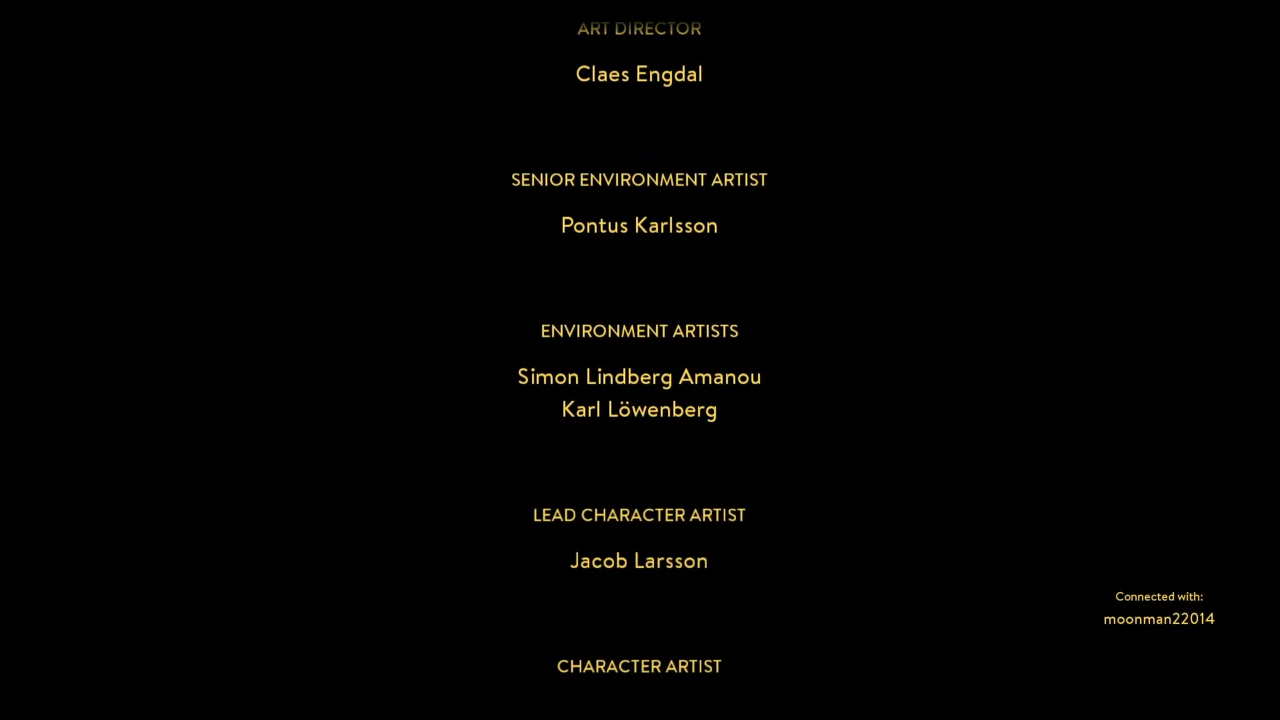 ART DIRECTOR
Claes Engdal
SENIOR ENVIRONMENT ARTIST
Pontus Karlsson
ENVIRONMENT ARTISTS
Simon Lindberg Amanou
Karl Löwenberg
LEAD CHARACTER ARTIST
Jacob Larsson
Connected with:
moonman22014
CHARACTER ARTIST